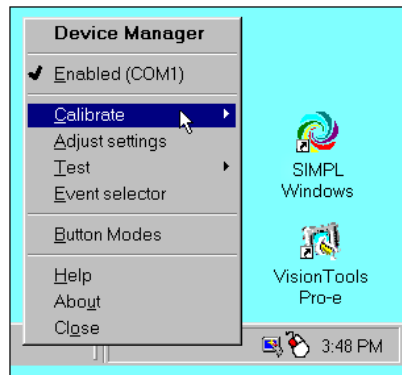 Device Manager
Enabled (COM1)
Calibrate
Adjust settings
Test
Event selector
Button Modes
Help
About
Close
SIMPL
Windows
VisionTools
Pro-e
3:48 PM